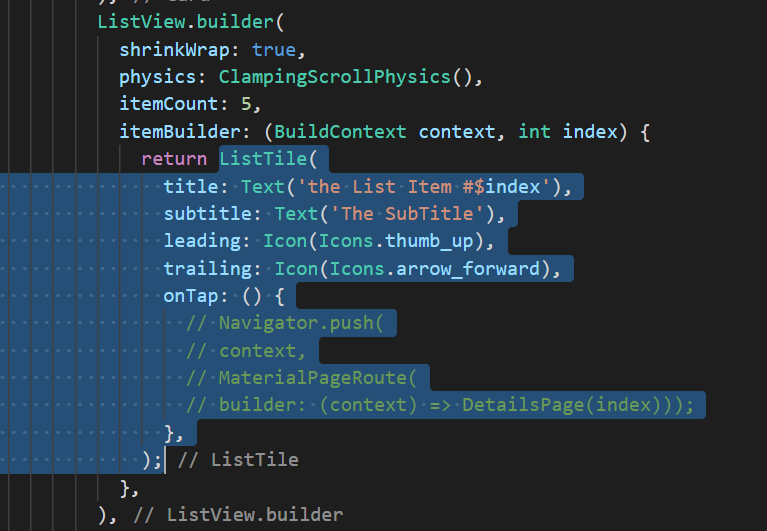 ); // Card
ListView.builder(
shrinkWrap: true,
physics: ClampingScrollPhysics(),
itemCount: 5,
itemBuilder: (BuildContext context, int index) {
return ListTile(
title: Text('the List Item #$index'),
subtitle: Text('The SubTitle'),
leading: Icon(Icons.thumb_up),
trailing: Icon(Icons.arrow_forward),
onTap: () {
// Navigator.push(
// context,
// MaterialPageRoute(
// builder: (context) => DetailsPage(index)));
},
); // ListTile
},
), // ListView.builder